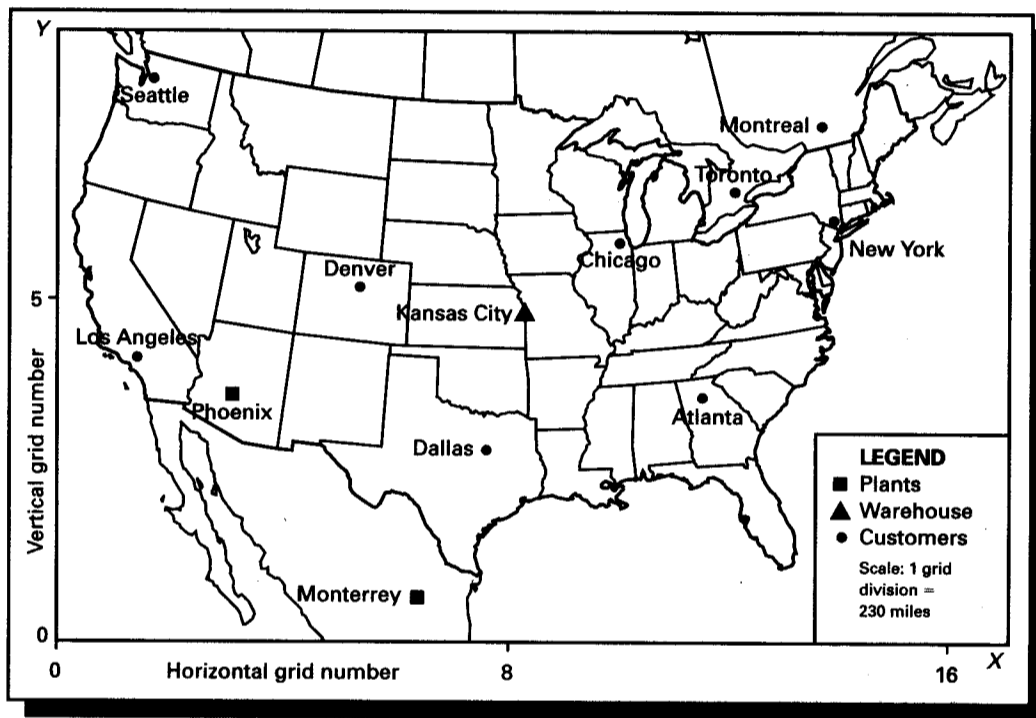 Y
Seattle
Montreal
Toronto
New York
Chicago
Denver
5
Kansas City
Los Angeles
Phoenix
Atlanta
Dallas
Monterrey
Vertical grid number
LEGEND
Plants
Warehouse
Customers
Scale: 1 grid
division =
230 miles
0
0
Horizontal grid number
8
16
X